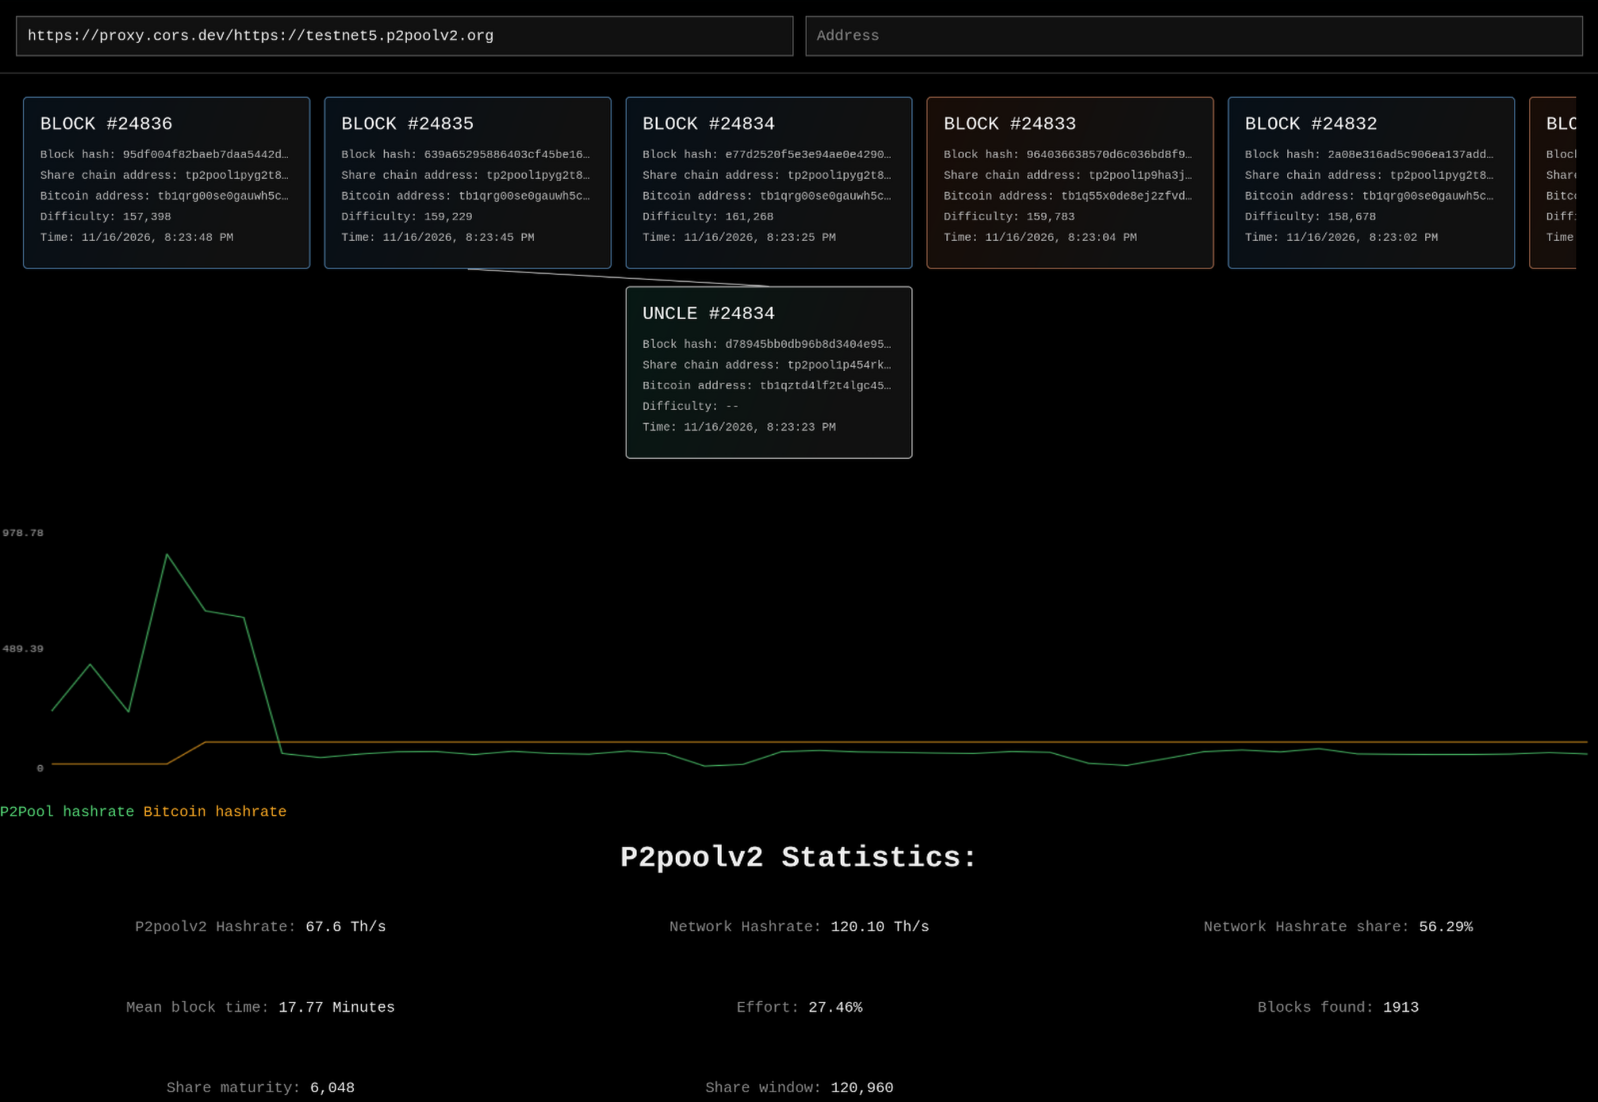 https://proxy.cors.dev/https://testnet5.p2poolv2.org
Address
BLOCK #24836
Block hash: 95df004f82baeb7daa5442d…
Share chain address: tp2pool1pyg2t8…
Bitcoin address: tb1qrg00se0gauwh5c…
Difficulty: 157,398
Time: 11/16/2026, 8:23:48 PM
BLOCK #24835
Block hash: 639a65295886403cf45be16…
Share chain address: tp2pool1pyg2t8…
Bitcoin address: tb1qrg00se0gauwh5c…
Difficulty: 159,229
Time: 11/16/2026, 8:23:45 PM
BLOCK #24834
Block hash: e77d2520f5e3e94ae0e4290…
Share chain address: tp2pool1pyg2t8…
Bitcoin address: tb1qrg00se0gauwh5c…
Difficulty: 161,268
Time: 11/16/2026, 8:23:25 PM
BLOCK #24833
Block hash: 964036638570d6c036bd8f9…
Share chain address: tp2pool1p9ha3j…
Bitcoin address: tb1q55x0de8ej2zfvd…
Difficulty: 159,783
Time: 11/16/2026, 8:23:04 PM
BLOCK #24832
Block hash: 2a08e316ad5c906ea137add…
Share chain address: tp2pool1pyg2t8…
Bitcoin address: tb1qrg00se0gauwh5c…
Difficulty: 158,678
Time: 11/16/2026, 8:23:02 PM
BLC
Block
Share
Bitc
Diff
Time
UNCLE #24834
Block hash: d78945bb0db96b8d3404e95…
Share chain address: tp2pool1p454rk…
Bitcoin address: tb1qztd4lf2t4lgc45…
Difficulty: --
Time: 11/16/2026, 8:23:23 PM
978.78
489.39
0
P2Pool hashrate Bitcoin hashrate
P2poolv2 Statistics:
P2poolv2 Hashrate: 67.6 Th/s
Network Hashrate: 120.10 Th/s
Network Hashrate share: 56.29%
Mean block time: 17.77 Minutes
Effort: 27.46%
Blocks found: 1913
Share maturity: 6,048
Share window: 120,960